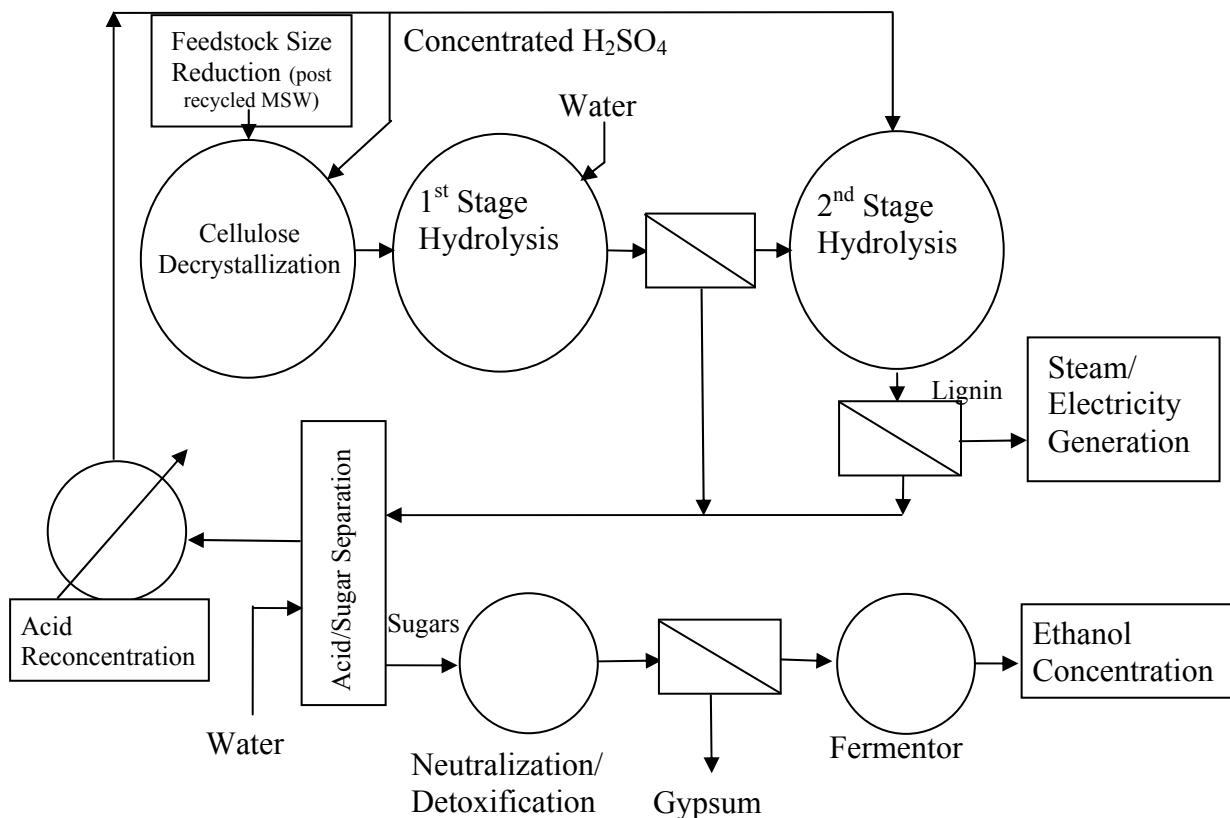 Feedstock Size
Reduction (post
recycled MSW)
Concentrated H₂SO₄
Water
Cellulose
Decrystallization
1st Stage
Hydrolysis
2nd Stage
Hydrolysis
Lignin
Steam/
Electricity
Generation
Acid/Sugar Separation
Acid
Reconcentration
Water
Sugars
Neutralization/
Detoxification
Gypsum
Fermentor
Ethanol
Concentration